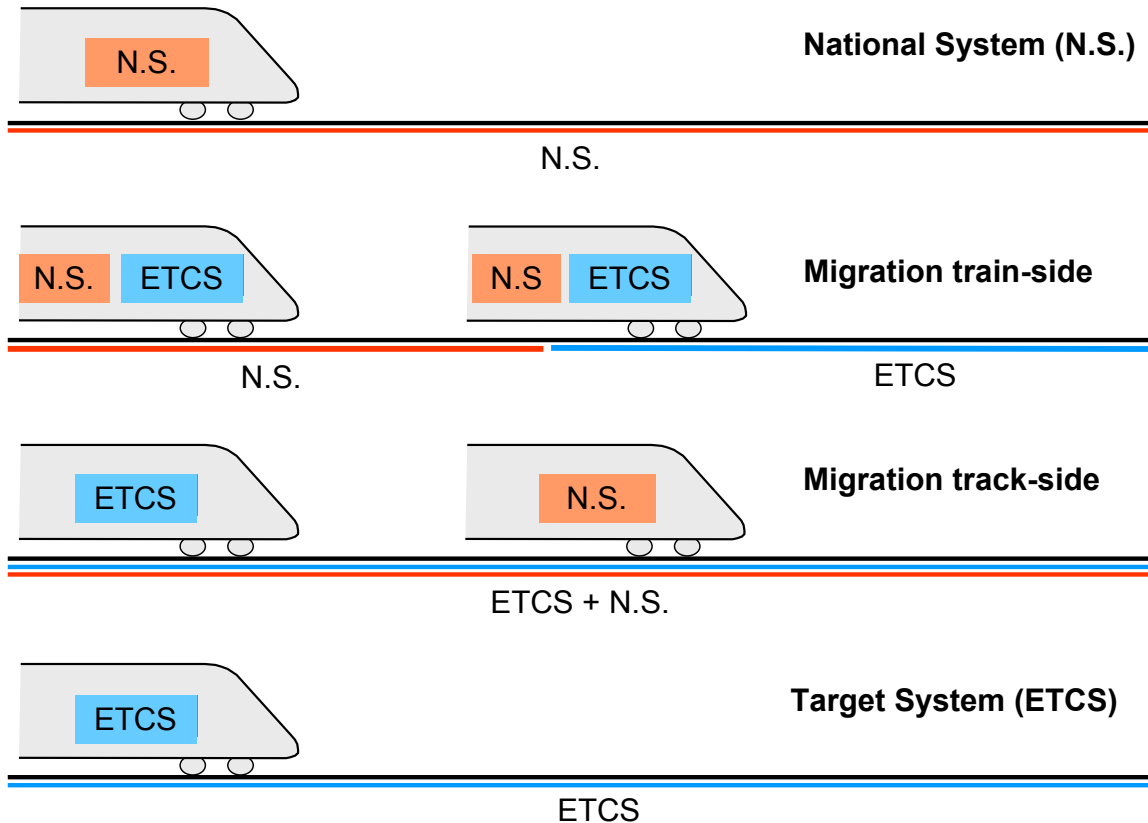 N.S.
National System (N.S.)
N.S.
N.S.
ETCS
N.S
ETCS
Migration train-side
N.S.
ETCS
ETCS
N.S.
Migration track-side
ETCS + N.S.
ETCS
Target System (ETCS)
ETCS